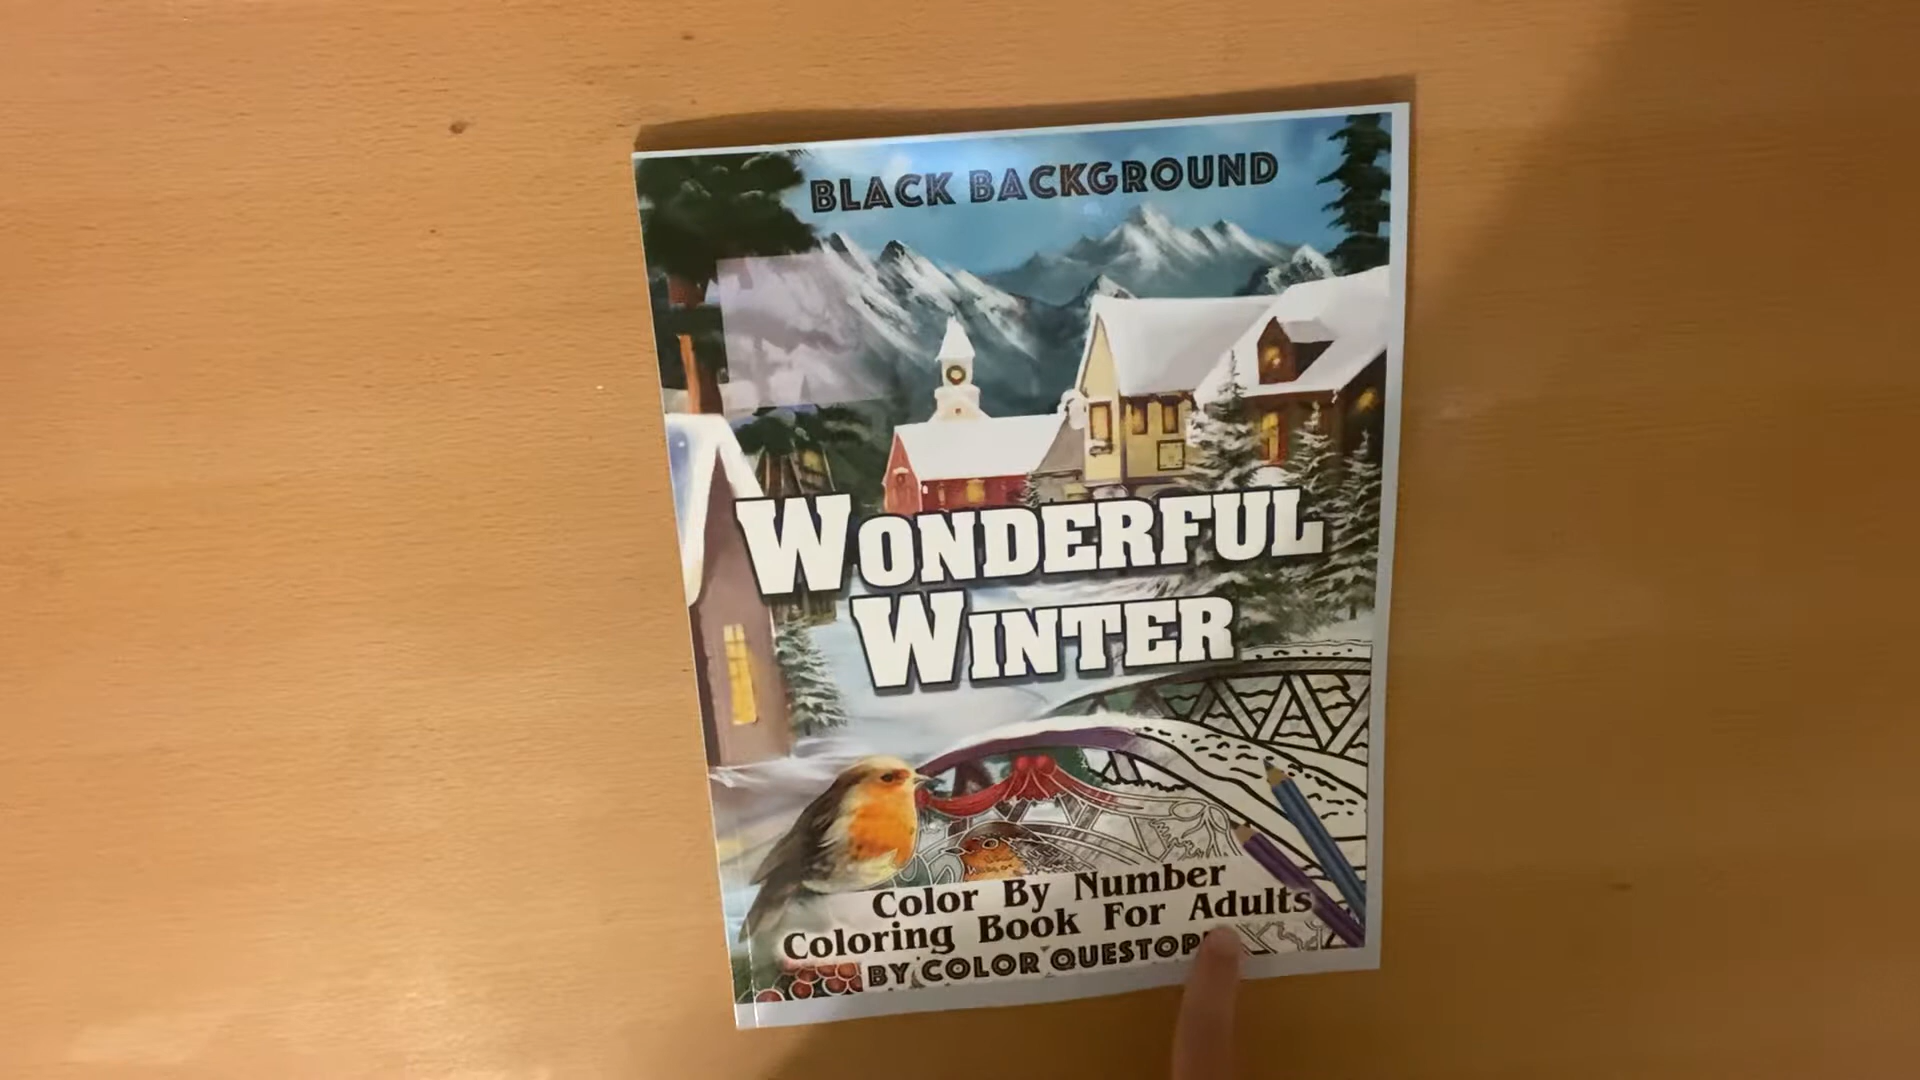 BLACK BACKGROUND
WONDERFUL
WINTER
Color By Number
Coloring Book For Adults
BY COLOR